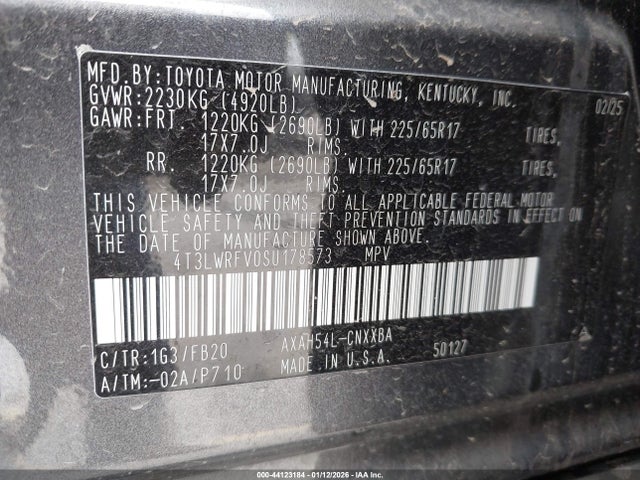 MFD. BY: TOYOTA MOTOR MANUFACTURING, KENTUCKY, INC.
GVWR: 2230KG (4920LB) 02/25
GAWR: FRT. 1220KG (2690LB) WITH 225/65R17 TIRES,
17X7.0J RIMS.
RR. 1220KG (2690LB) WITH 225/65R17 TIRES,
17X7.0J RIMS.
THIS VEHICLE CONFORMS TO ALL APPLICABLE FEDERAL MOTOR
VEHICLE SAFETY AND THEFT PREVENTION STANDARDS IN EFFECT ON
THE DATE OF MANUFACTURE SHOWN ABOVE.
4T3LWRFV0SU178573 MPV
C/TR: 1G3/FB20 AXAH54L-CNXXBA
A/TM: -02A/P710 MADE IN U.S.A. 50127
000-44123184 - 01/12/2026 - IAA Inc.